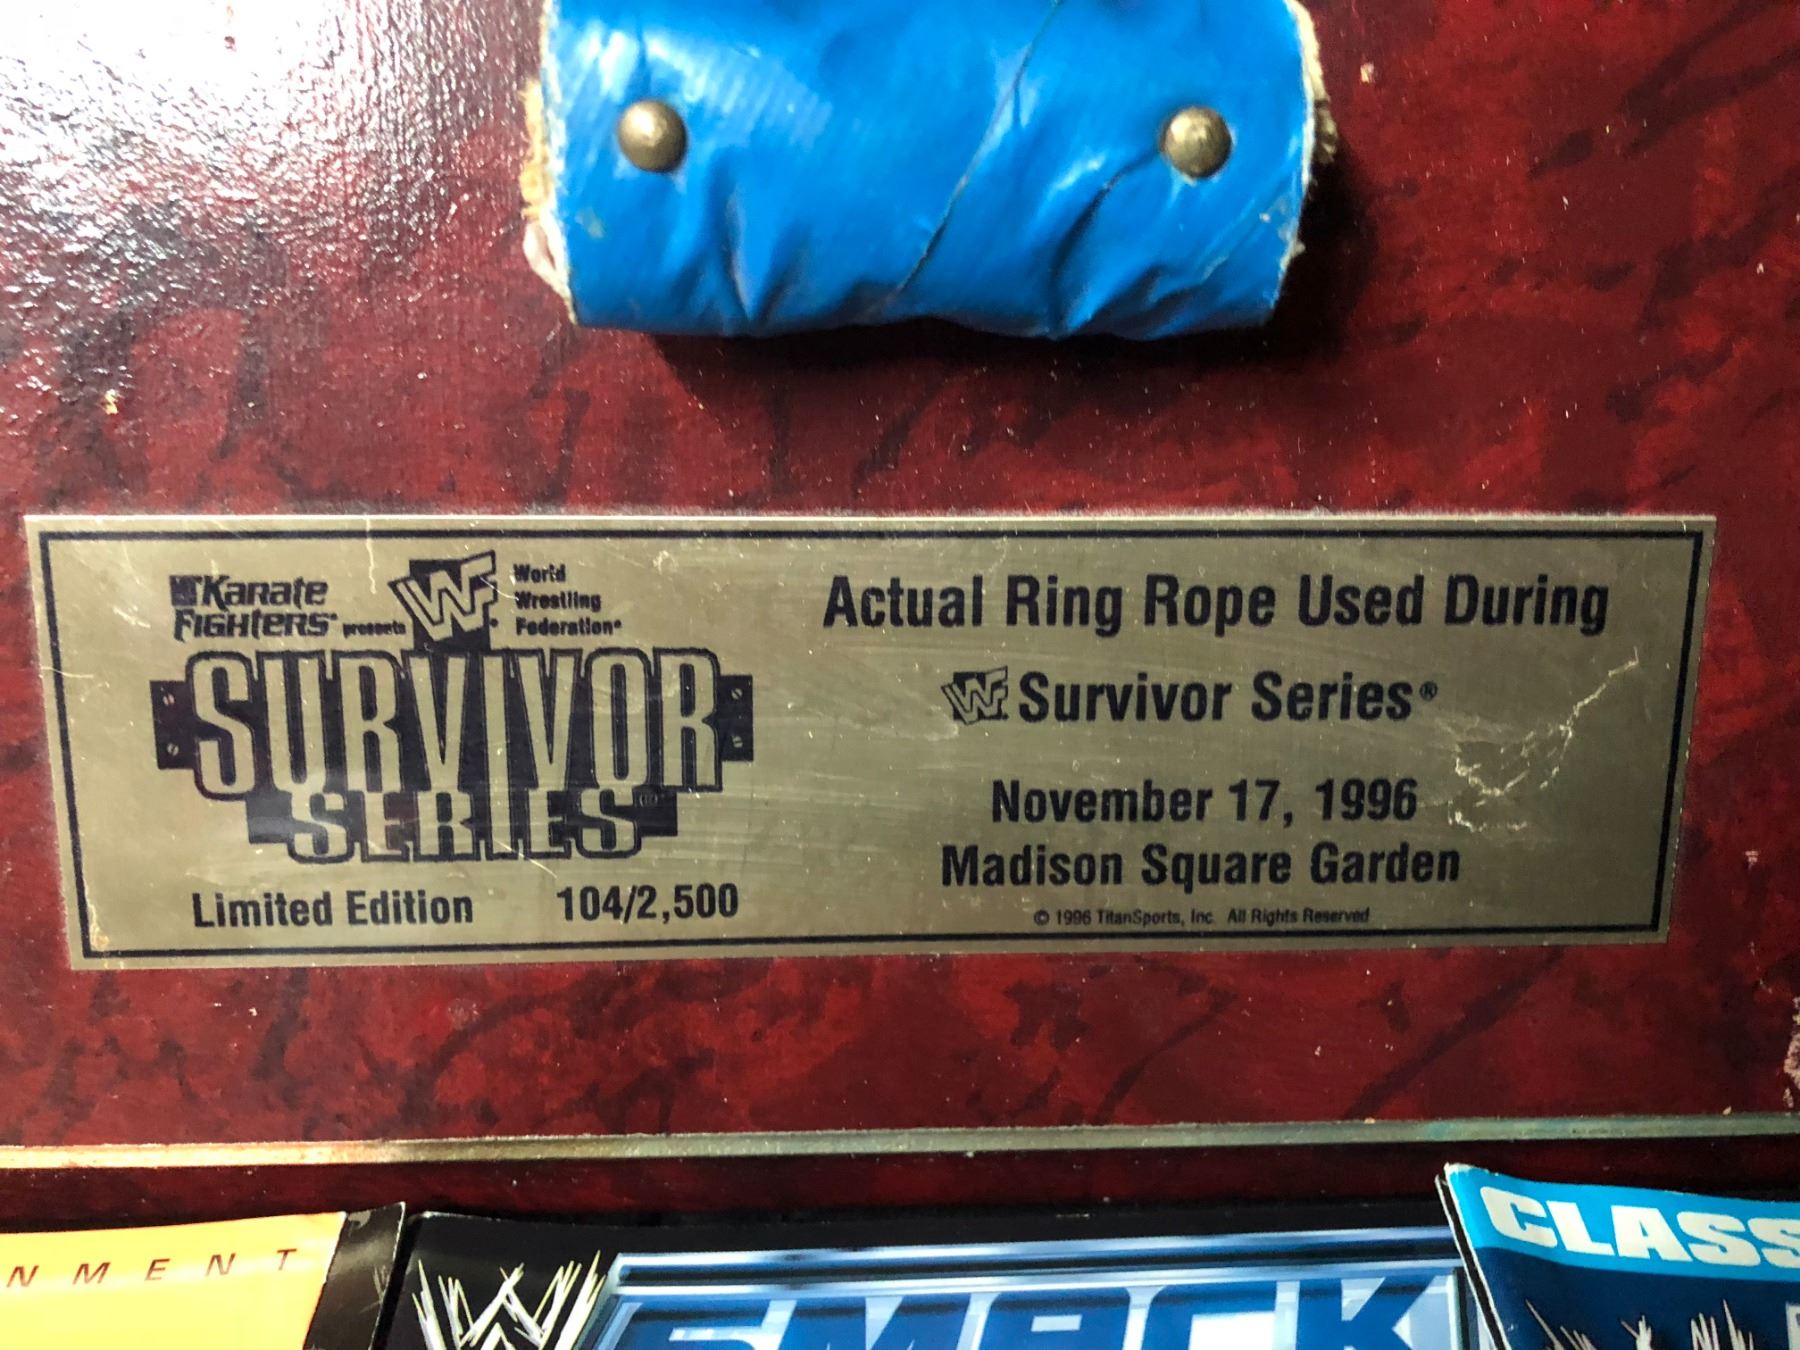 Karate
Fighters presents
WF World
Wrestling
Federation®
SURVIVOR
SERIES®
Limited Edition 104/2,500
Actual Ring Rope Used During
WF Survivor Series®
November 17, 1996
Madison Square Garden
© 1996 TitanSports, Inc. All Rights Reserved
NMENT
W
SMACK
CLASS